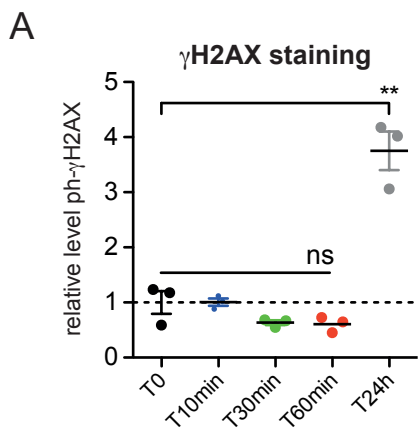 A
γH2AX staining
relative level ph-γH2AX
5
4
3
2
1
0
**
ns
T0
T10min
T30min
T60min
T24h